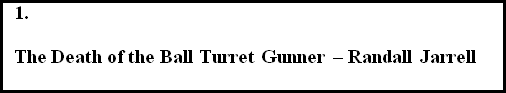 1.
The Death of the Ball Turret Gunner – Randall Jarrell